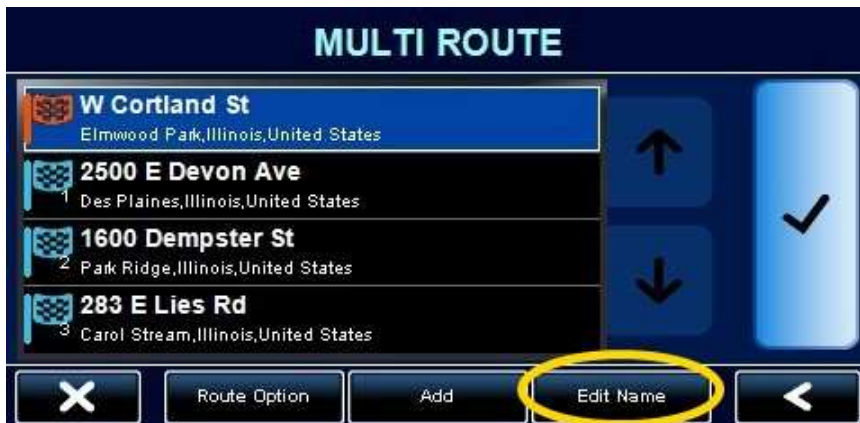 MULTI ROUTE
W Cortland St
Elmwood Park,Illinois,United States
2500 E Devon Ave
1 Des Plaines,Illinois,United States
1600 Dempster St
2 Park Ridge,Illinois,United States
283 E Lies Rd
3 Carol Stream,Illinois,United States
Route Option Add Edit Name